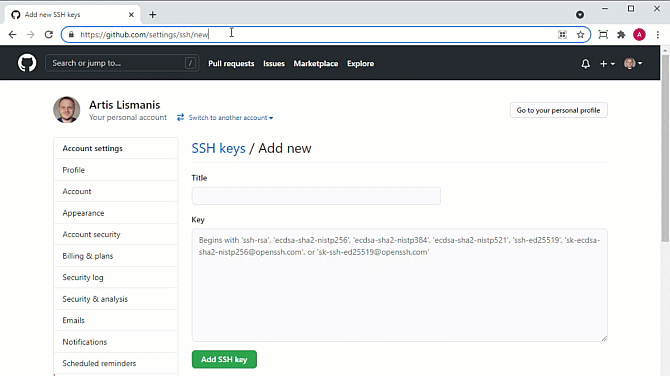 Add new SSH keys
https://github.com/settings/ssh/new
A
Search or jump to...
/
Pull requests
Issues
Marketplace
Explore
Artis Lismanis
Your personal account
Switch to another account
Go to your personal profile
Account settings
Profile
Account
Appearance
Account security
Billing & plans
Security log
Security & analysis
Emails
Notifications
Scheduled reminders
SSH keys / Add new
Title
Key
Begins with 'ssh-rsa', 'ecdsa-sha2-nistp256', 'ecdsa-sha2-nistp384', 'ecdsa-sha2-nistp521', 'ssh-ed25519', 'sk-ecdsa-
sha2-nistp256@openssh.com', or 'sk-ssh-ed25519@openssh.com'
Add SSH key